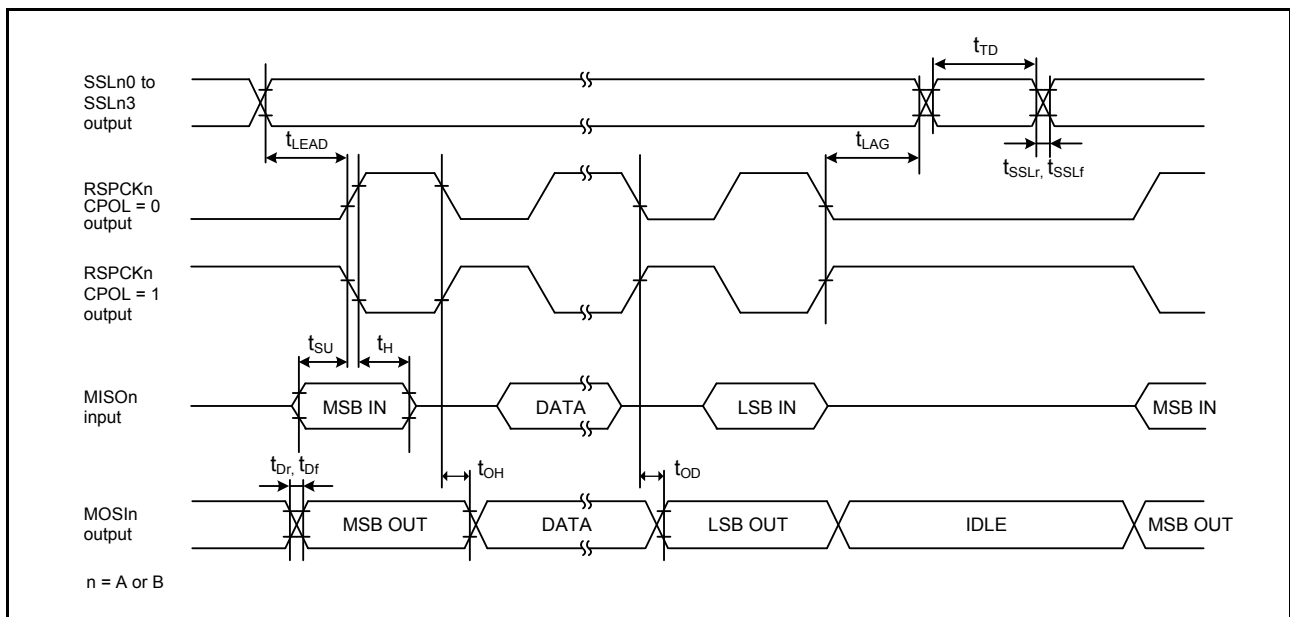 SSLn0 to
SSLn3
output
tTD
tLEAD
tLAG
tSSLr, tSSLf
RSPCKn
CPOL = 0
output
RSPCKn
CPOL = 1
output
tSU
tH
MISOn
input
MSB IN
DATA
LSB IN
MSB IN
tDr, tDf
tOH
tOD
MOSIn
output
MSB OUT
DATA
LSB OUT
IDLE
MSB OUT
n = A or B